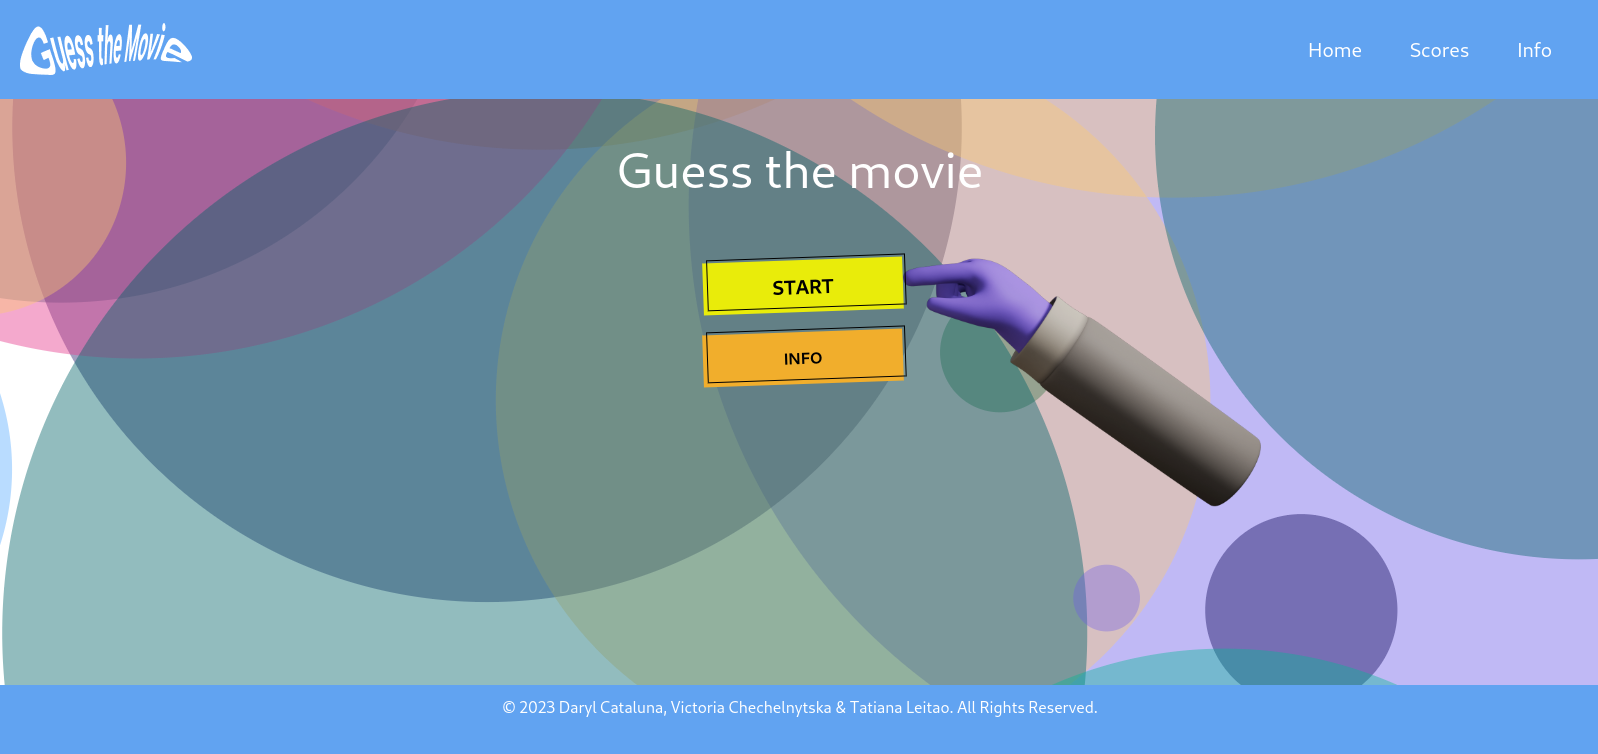 Guess the Movie
Home Scores Info
Guess the movie
START
INFO
© 2023 Daryl Cataluna, Victoria Chechelnytska & Tatiana Leitao. All Rights Reserved.